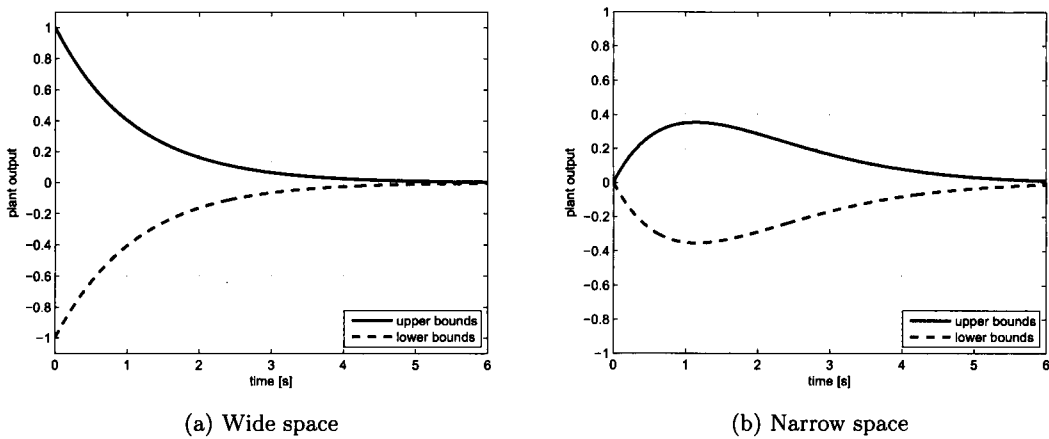 1
0.8
0.6
0.4
0.2
0
−0.2
−0.4
−0.6
−0.8
−1
plant output
0 1 2 3 4 5 6
time [s]
upper bounds
lower bounds
(a) Wide space
1
0.8
0.6
0.4
0.2
0
−0.2
−0.4
−0.6
−0.8
−1
plant output
0 1 2 3 4 5 6
time [s]
upper bounds
lower bounds
(b) Narrow space